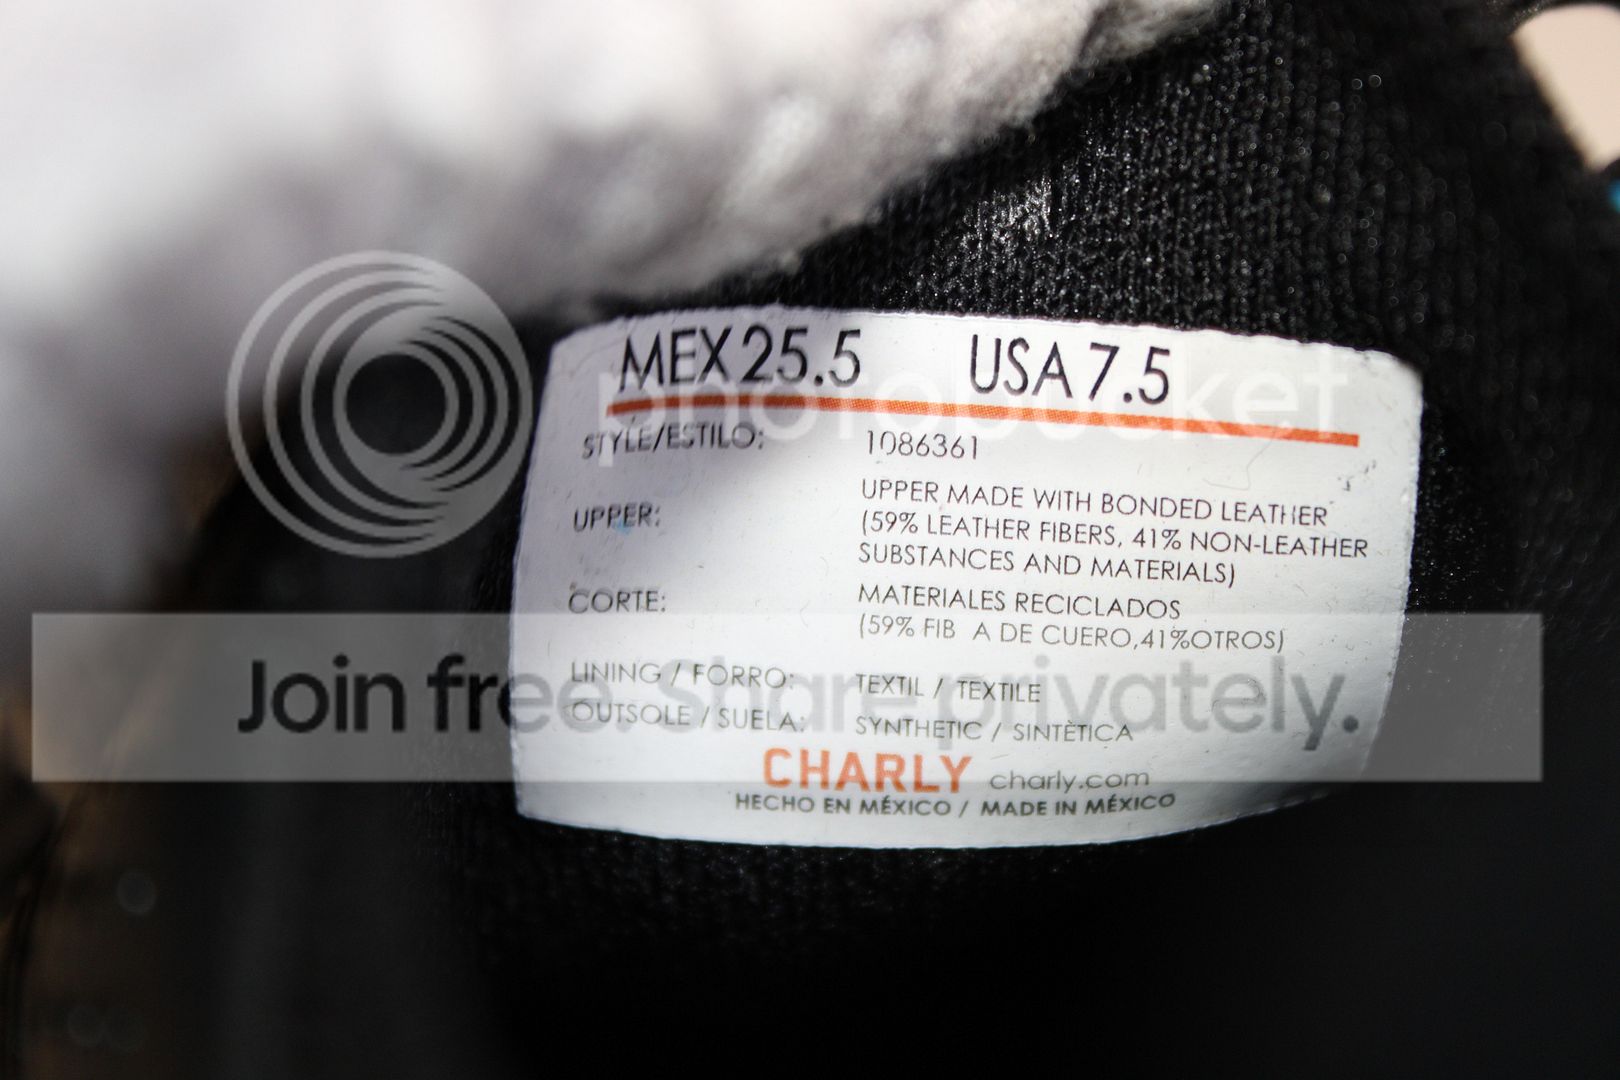 MEX 25.5 USA 7.5
STYLE/ESTILO: 1086361
UPPER: UPPER MADE WITH BONDED LEATHER
(59% LEATHER FIBERS, 41% NON-LEATHER
SUBSTANCES AND MATERIALS)
CORTE: MATERIALES RECICLADOS
(59% FIB A DE CUERO,41%OTROS)
LINING / FORRO: TEXTIL / TEXTILE
OUTSOLE / SUELA: SYNTHETIC / SINTÈTICA
CHARLY charly.com
HECHO EN MÉXICO / MADE IN MÉXICO
photobucket
Join free. Share privately.